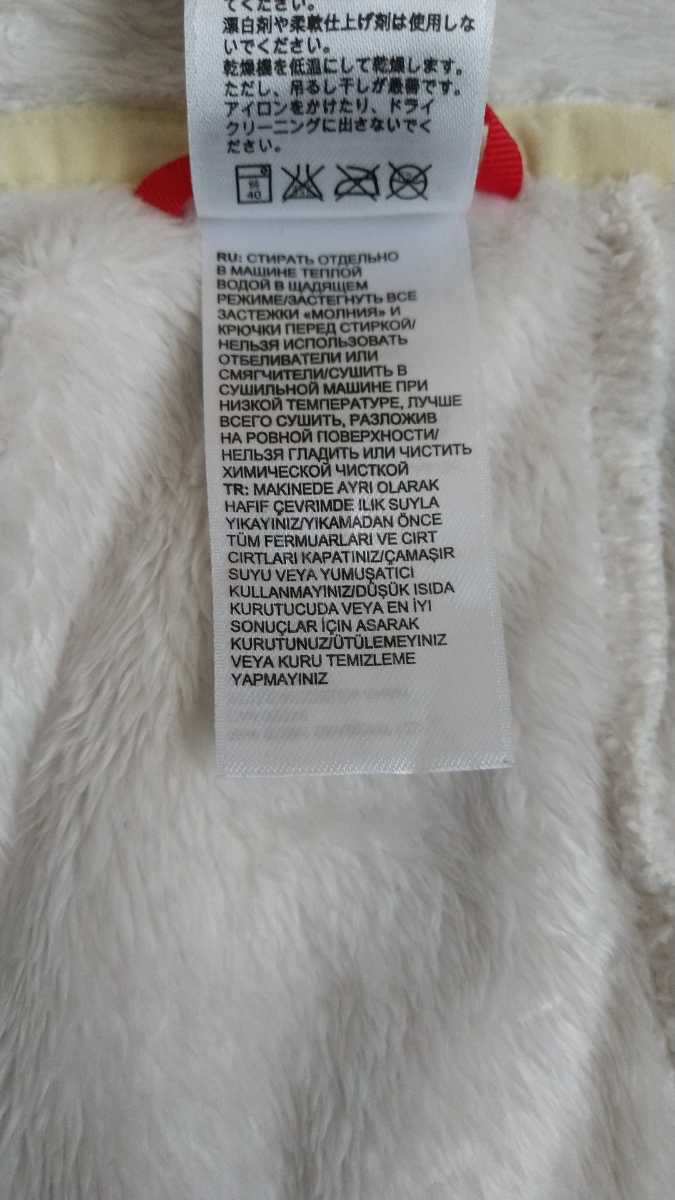 てください。
漂白剤や柔軟仕上げ剤は使用しな
いでください。
乾燥機を低温にして乾燥します。
ただし、吊るし干しが最善です。
アイロンをかけたり、ドライ
クリーニングに出さないでく
ださい。
弱
40
RU: СТИРАТЬ ОТДЕЛЬНО
В МАШИНЕ ТЕПЛОЙ
ВОДОЙ В ЩАДЯЩЕМ
РЕЖИМЕ/ЗАСТЕГНУТЬ ВСЕ
ЗАСТЕЖКИ «МОЛНИЯ» И
КРЮЧКИ ПЕРЕД СТИРКОЙ/
НЕЛЬЗЯ ИСПОЛЬЗОВАТЬ
ОТБЕЛИВАТЕЛИ ИЛИ
СМЯГЧИТЕЛИ/СУШИТЬ В
СУШИЛЬНОЙ МАШИНЕ ПРИ
НИЗКОЙ ТЕМПЕРАТУРЕ, ЛУЧШЕ
ВСЕГО СУШИТЬ, РАЗЛОЖИВ
НА РОВНОЙ ПОВЕРХНОСТИ/
НЕЛЬЗЯ ГЛАДИТЬ ИЛИ ЧИСТИТЬ
ХИМИЧЕСКОЙ ЧИСТКОЙ
TR: MAKINEDE AYRI OLARAK
HAFIF ÇEVRIMDE ILIK SUYLA
YIKAYINIZ/YIKAMADAN ÖNCE
TÜM FERMUARLARI VE CIRT
CIRTLARI KAPATINIZ/ÇAMAŞIR
SUYU VEYA YUMUŞATICI
KULLANMAYINIZ/DÜŞÜK ISIDA
KURUTUCUDA VEYA EN İYİ
SONUÇLAR İÇİN ASARAK
KURUTUNUZ/ÜTÜLEMEYINIZ
VEYA KURU TEMIZLEME
YAPMAYINIZ